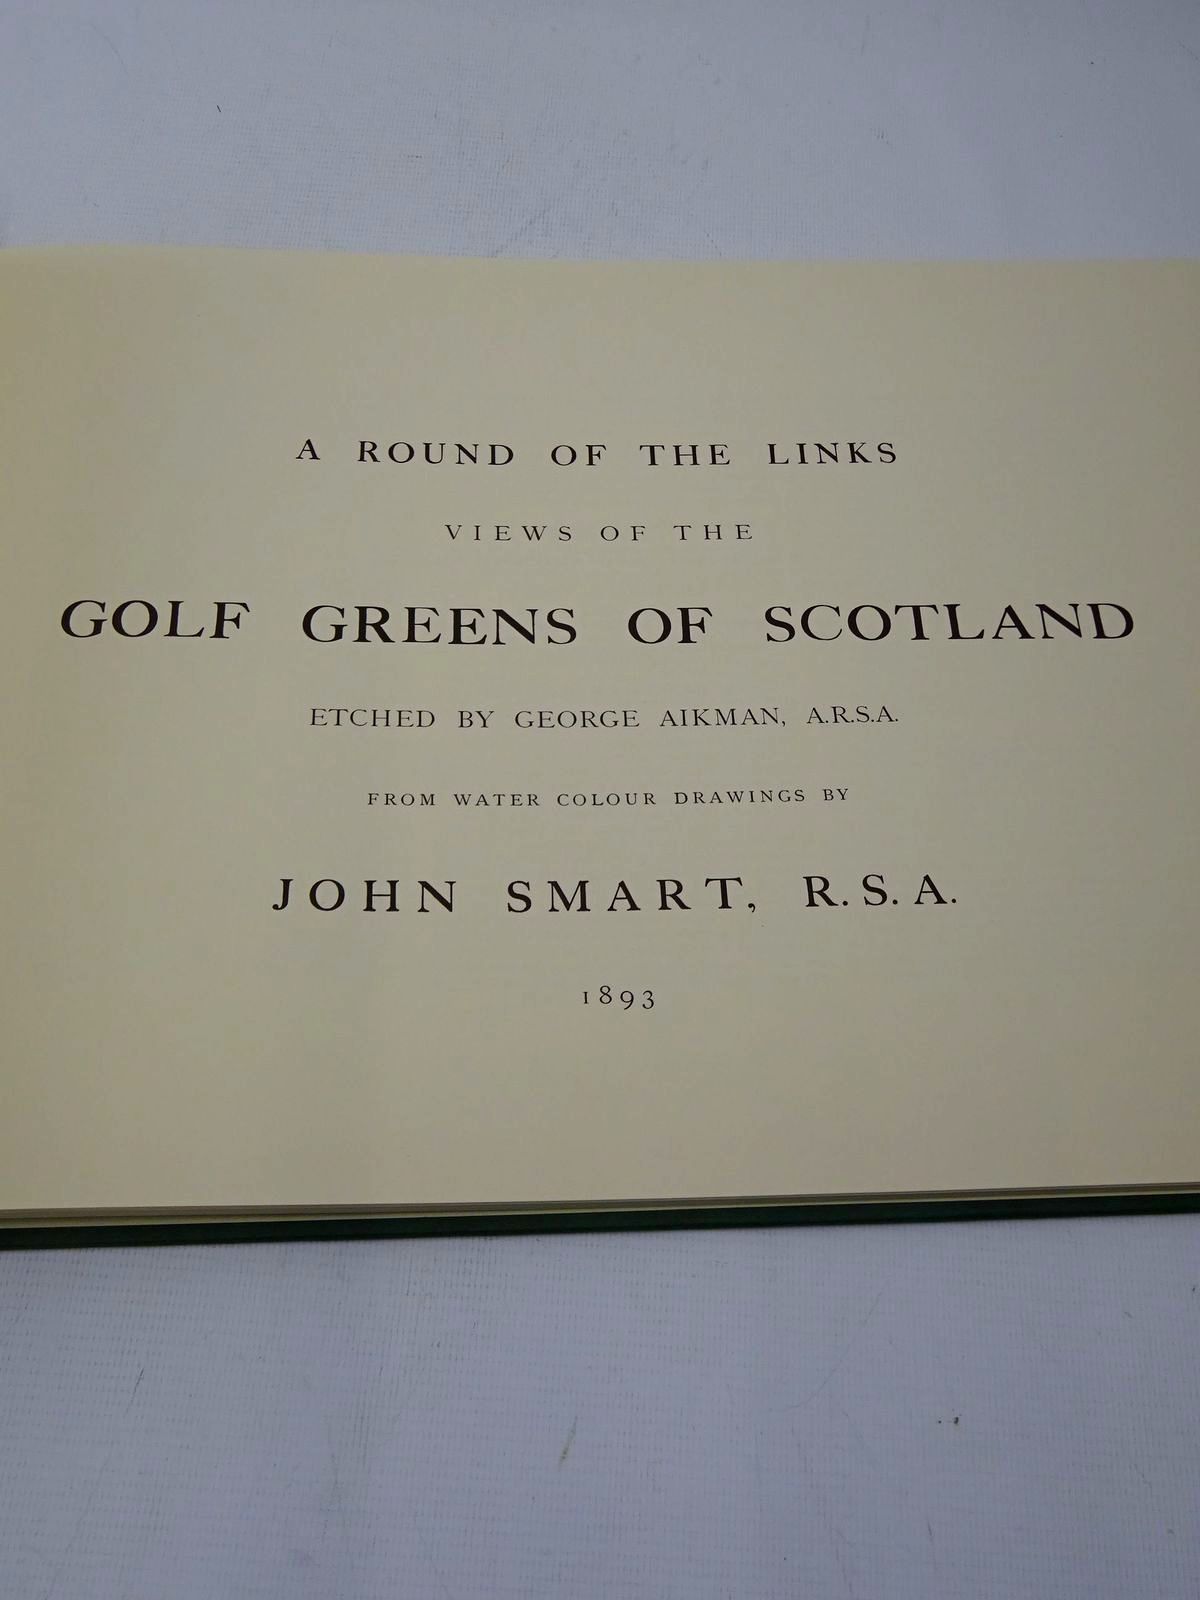 A ROUND OF THE LINKS
VIEWS OF THE
GOLF GREENS OF SCOTLAND
ETCHED BY GEORGE AIKMAN, A.R.S.A.
FROM WATER COLOUR DRAWINGS BY
JOHN SMART, R.S.A.
1893